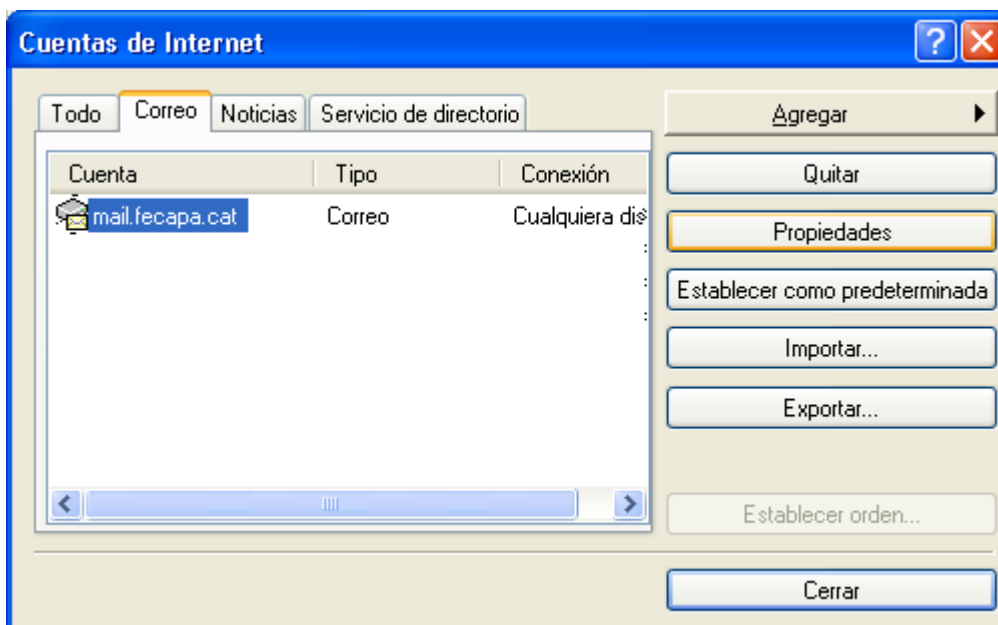 Cuentas de Internet
Todo Correo Noticias Servicio de directorio
Cuenta Tipo Conexión
mail.fecapa.cat Correo Cualquiera dis
Agregar
Quitar
Propiedades
Establecer como predeterminada
Importar...
Exportar...
Establecer orden...
Cerrar